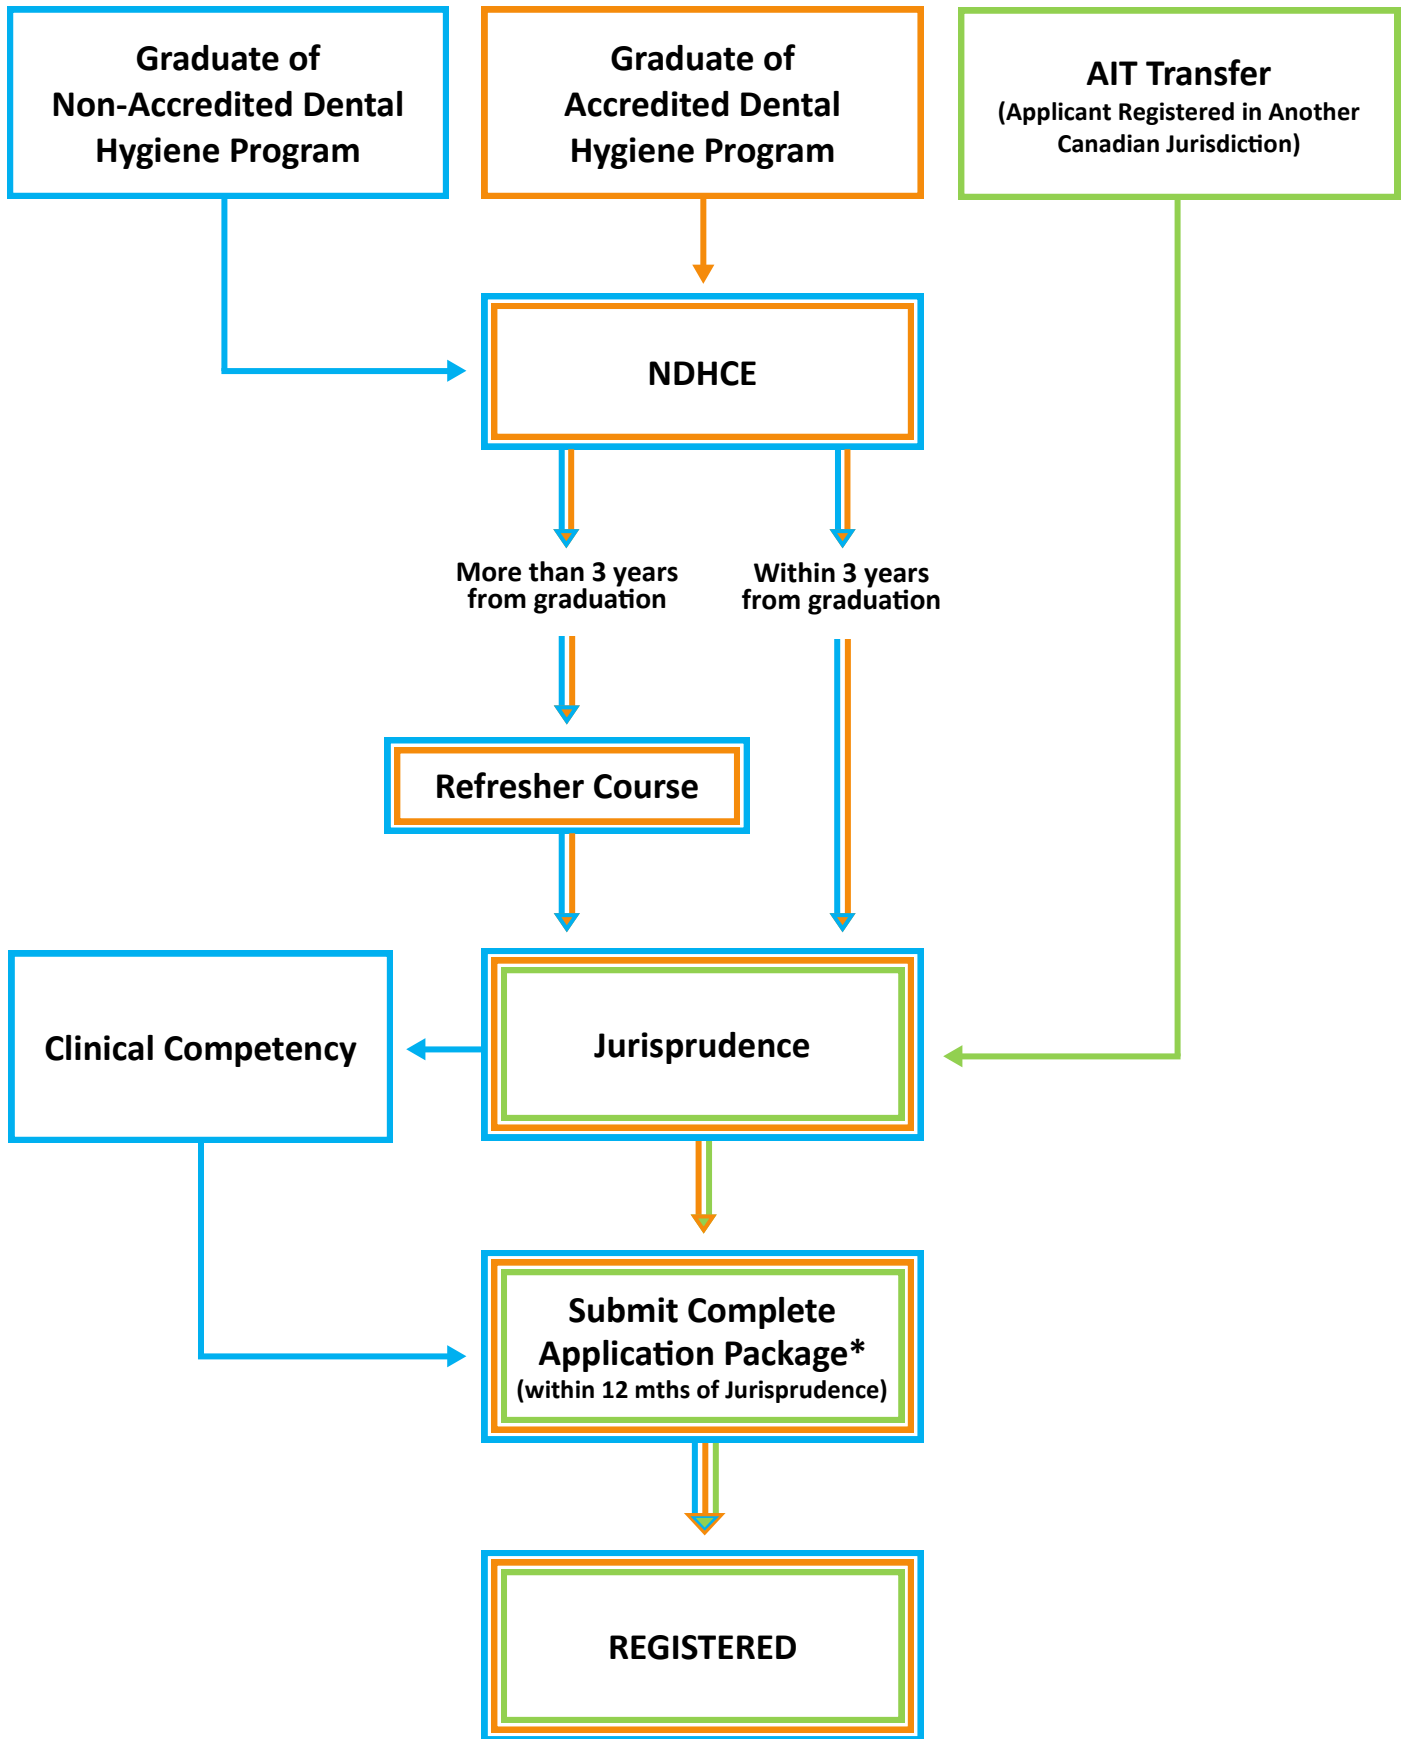 Graduate of
Non-Accredited Dental
Hygiene Program
Graduate of
Accredited Dental
Hygiene Program
AIT Transfer
(Applicant Registered in Another
Canadian Jurisdiction)
NDHCE
More than 3 years
from graduation
Within 3 years
from graduation
Refresher Course
Clinical Competency
Jurisprudence
Submit Complete
Application Package*
(within 12 mths of Jurisprudence)
REGISTERED